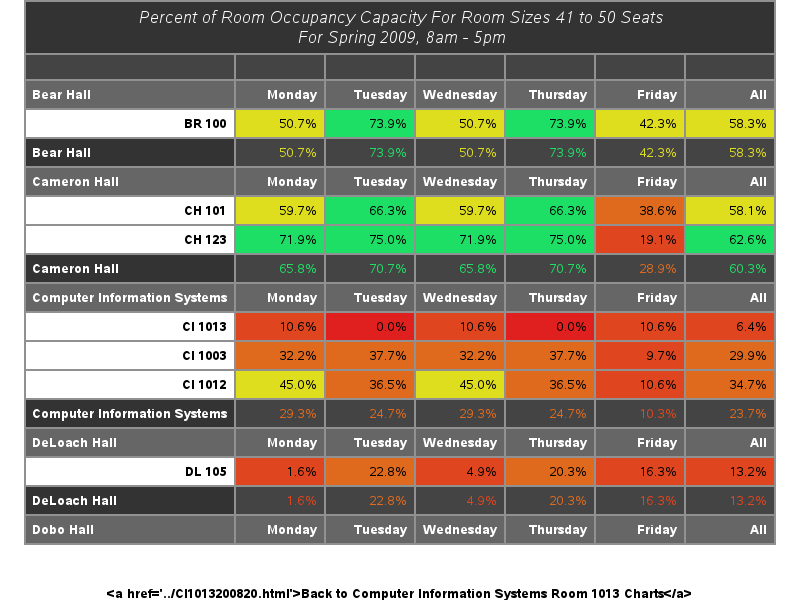 Percent of Room Occupancy Capacity For Room Sizes 41 to 50 Seats
For Spring 2009, 8am - 5pm
Bear Hall Monday Tuesday Wednesday Thursday Friday All
BR 100 50.7% 73.9% 50.7% 73.9% 42.3% 58.3%
Bear Hall 50.7% 73.9% 50.7% 73.9% 42.3% 58.3%
Cameron Hall Monday Tuesday Wednesday Thursday Friday All
CH 101 59.7% 66.3% 59.7% 66.3% 38.6% 58.1%
CH 123 71.9% 75.0% 71.9% 75.0% 19.1% 62.6%
Cameron Hall 65.8% 70.7% 65.8% 70.7% 28.9% 60.3%
Computer Information Systems Monday Tuesday Wednesday Thursday Friday All
CI 1013 10.6% 0.0% 10.6% 0.0% 10.6% 6.4%
CI 1003 32.2% 37.7% 32.2% 37.7% 9.7% 29.9%
CI 1012 45.0% 36.5% 45.0% 36.5% 10.6% 34.7%
Computer Information Systems 29.3% 24.7% 29.3% 24.7% 10.3% 23.7%
DeLoach Hall Monday Tuesday Wednesday Thursday Friday All
DL 105 1.6% 22.8% 4.9% 20.3% 16.3% 13.2%
DeLoach Hall 1.6% 22.8% 4.9% 20.3% 16.3% 13.2%
Dobo Hall Monday Tuesday Wednesday Thursday Friday All
&lt;a href='../CI1013200820.html'&gt;Back to Computer Information Systems Room 1013 Charts&lt;/a&gt;